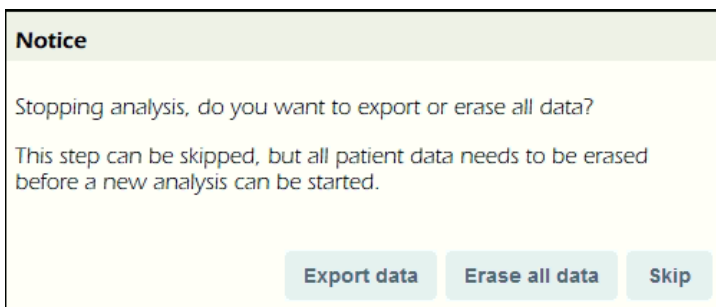 Notice
Stopping analysis, do you want to export or erase all data?
This step can be skipped, but all patient data needs to be erased
before a new analysis can be started.
Export data Erase all data Skip